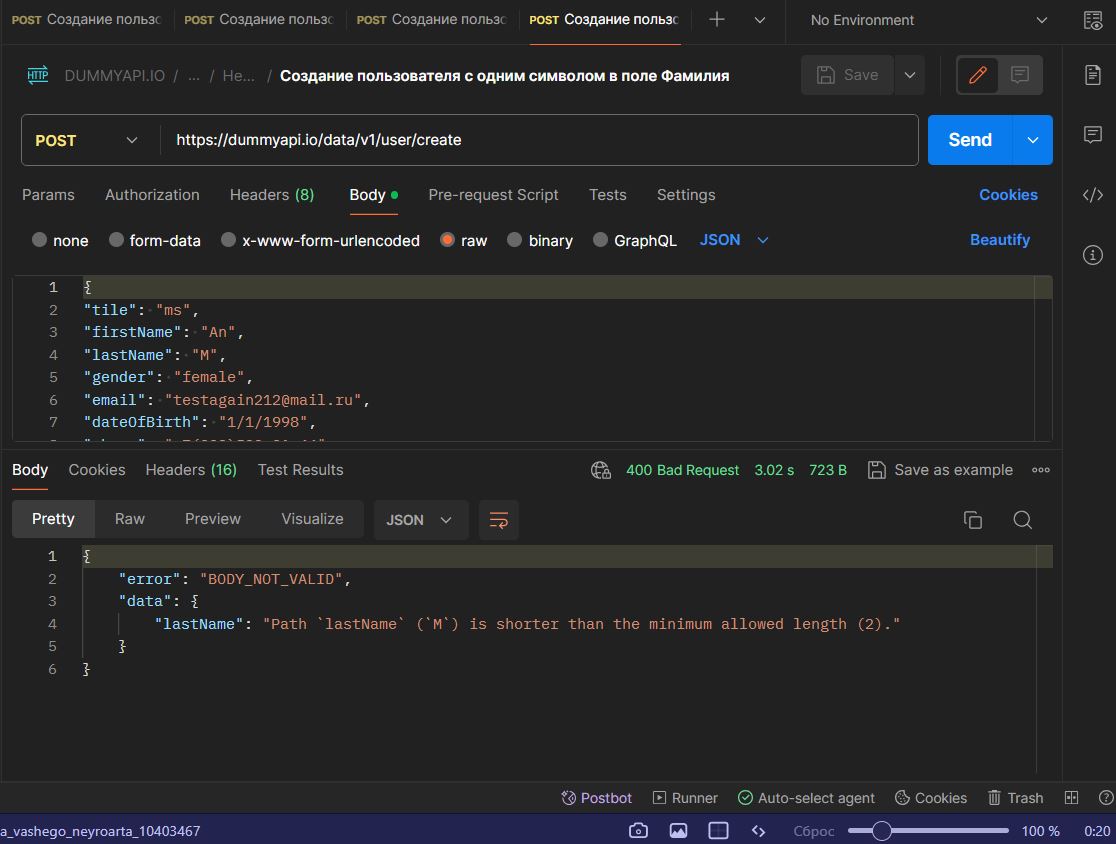 POST Создание пользо POST Создание пользо POST Создание пользо POST Создание пользо No Environment
HTTP DUMMYAPI.IO / ... / Не... / Создание пользователя с одним символом в поле Фамилия Save
POST https://dummyapi.io/data/v1/user/create Send
Params Authorization Headers (8) Body Pre-request Script Tests Settings Cookies
none form-data x-www-form-urlencoded raw binary GraphQL JSON Beautify
1 {
2 "tile": "ms",
3 "firstName": "An",
4 "lastName": "M",
5 "gender": "female",
6 "email": "testagain212@mail.ru",
7 "dateOfBirth": "1/1/1998",
Body Cookies Headers (16) Test Results 400 Bad Request 3.02 s 723 B Save as example
Pretty Raw Preview Visualize JSON
1 {
2 "error": "BODY_NOT_VALID",
3 "data": {
4 "lastName": "Path `lastName` (`M`) is shorter than the minimum allowed length (2)."
5 }
6 }
Postbot Runner Auto-select agent Cookies Trash
a_vashego_neyroarta_10403467 Сброс 100 % 0:20